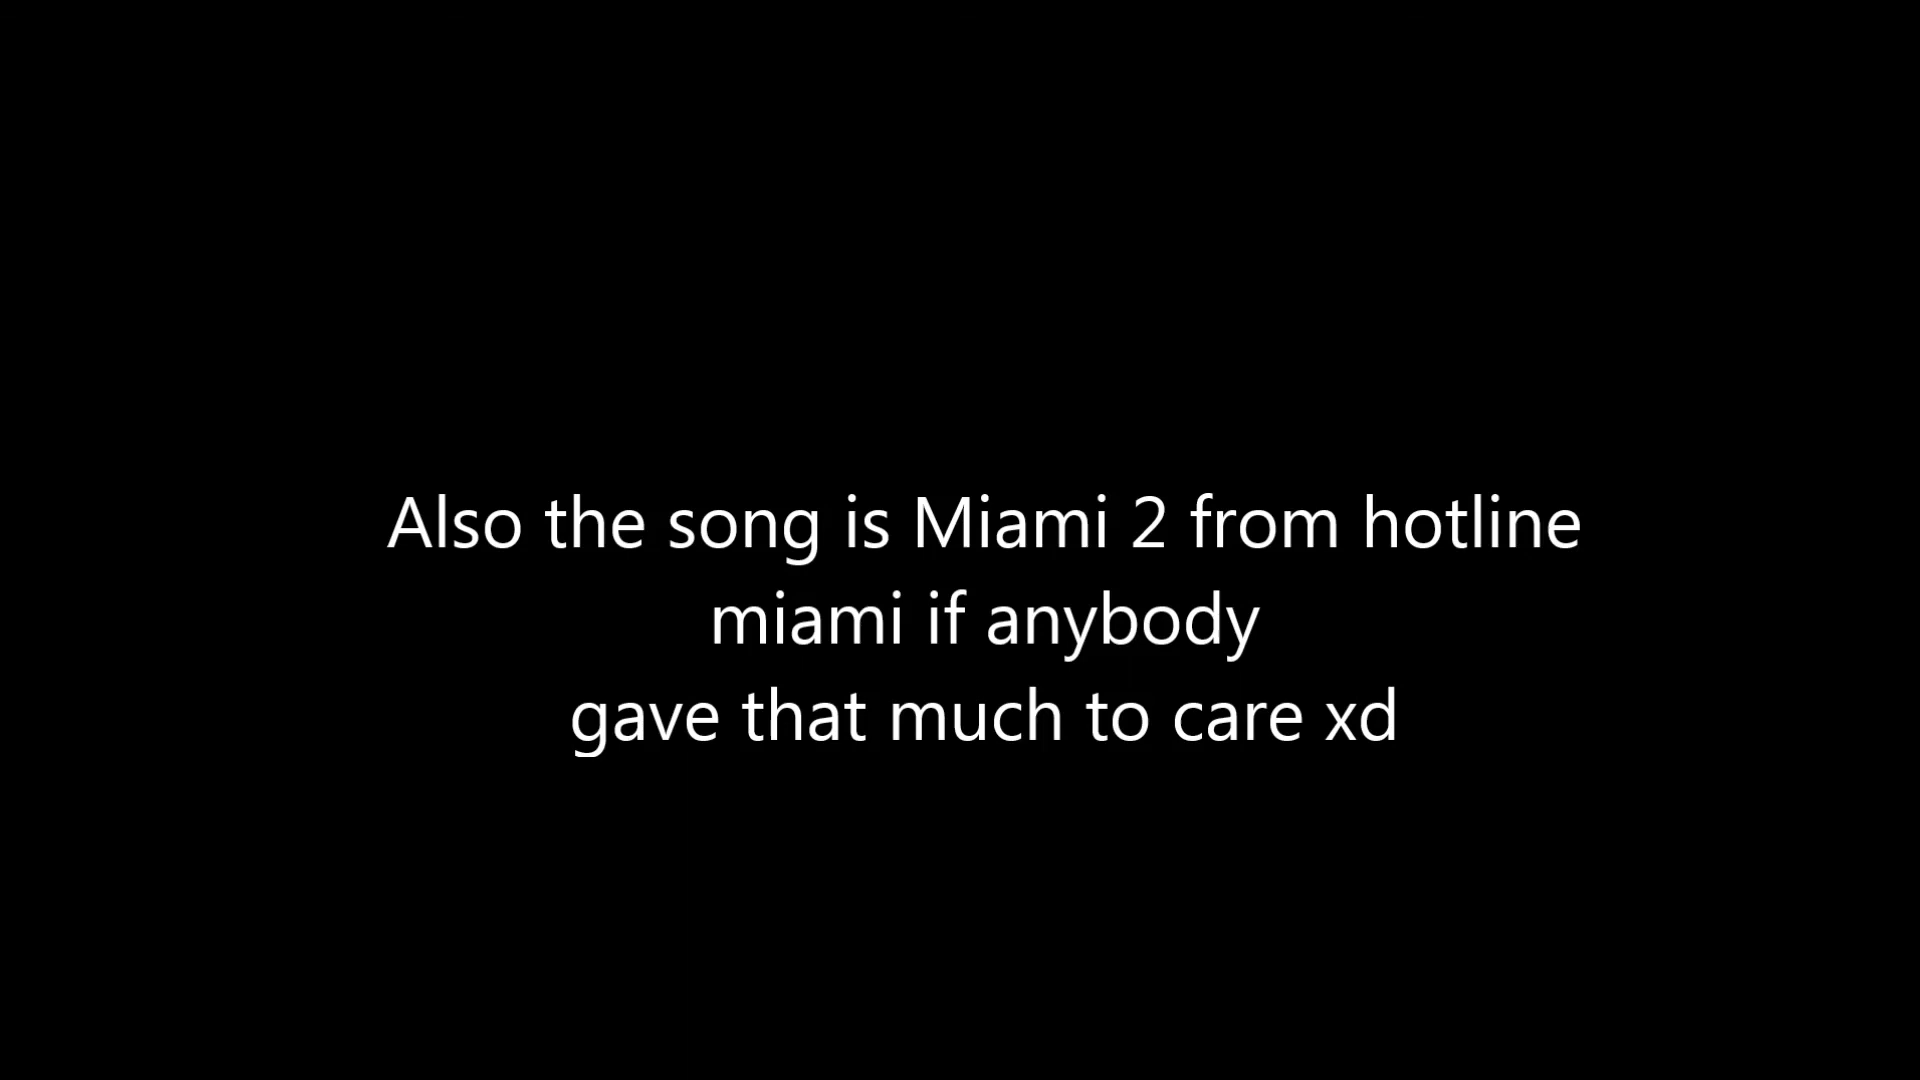 Also the song is Miami 2 from hotline
miami if anybody
gave that much to care xd